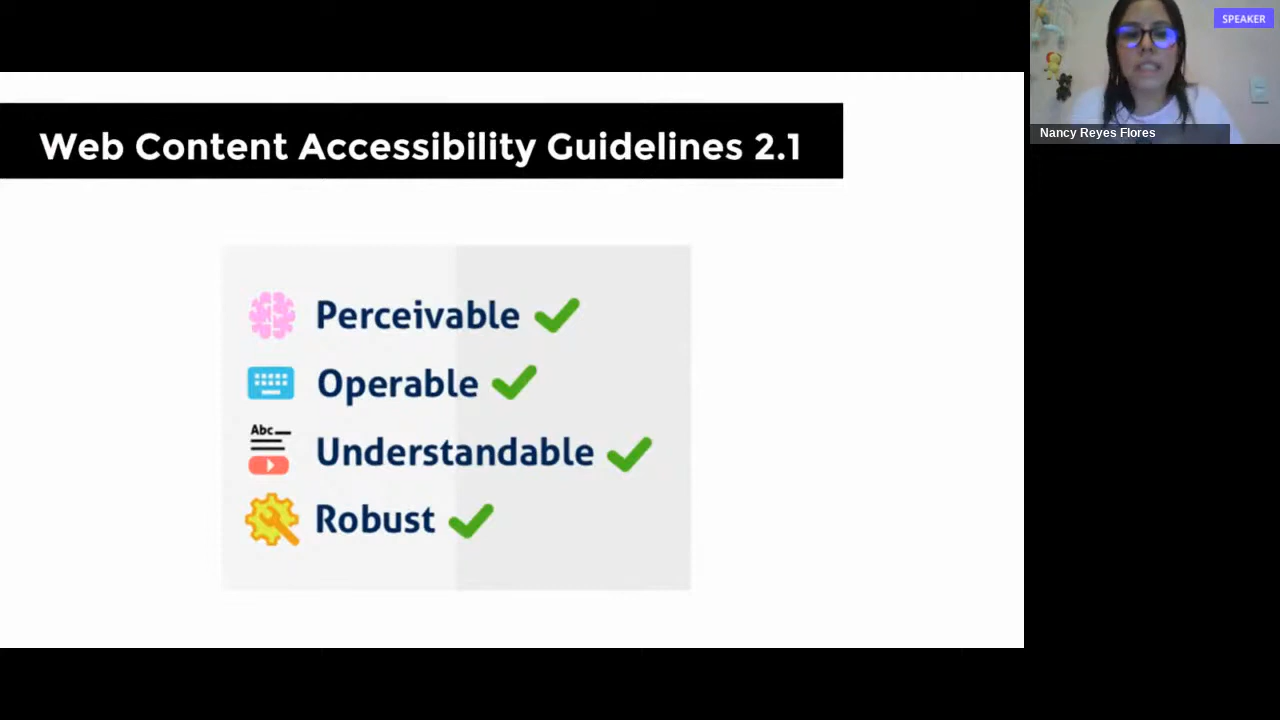 SPEAKER
Nancy Reyes Flores
Web Content Accessibility Guidelines 2.1
Perceivable
Operable
Abc
Understandable
Robust